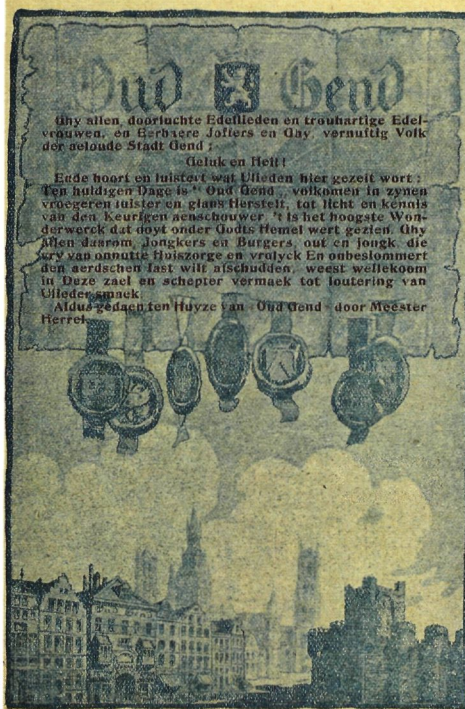 Oud Gend
Ghy allen, doorluchte Edellieden en trouhartige Edel-
vrouwen, en Eerbaere Joffers en Ghy, vernuftig Volk
der aeloude Stadt Gend ;
Geluk en Heil !
Ende hoort en luistert wat Ulieden hier gezeit wort :
Ten huldigen Dage is " Oud Gend „ volkomen in zynen
vroegeren luister en glans Herstelt, tot licht en kennis
van den Keurigen aenschouwer, 't is het hoogste Won-
derwerck dat doyt onder Godts Hemel wert gezien. Ghy
Allen daarom, Jongkers en Burgers, out en jongk, die
vry van onnutte Huiszorge en vrolyck En onbeslommert
den aerdschen last wilt afschudden, weest wellekoom
in Deze zael en schepter vermaek tot loutering van
Ulieder smaek.
Aldus gedaen ten Huyze van - Oud Gend - door Meester
Herrel.